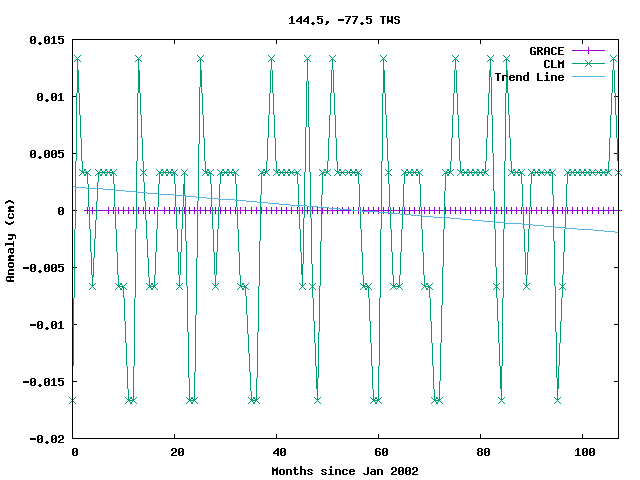 144.5, -77.5 TWS
0.015
0.01
0.005
0
-0.005
-0.01
-0.015
-0.02
Anomaly (cm)
GRACE
CLM
Trend Line
0 20 40 60 80 100
Months since Jan 2002